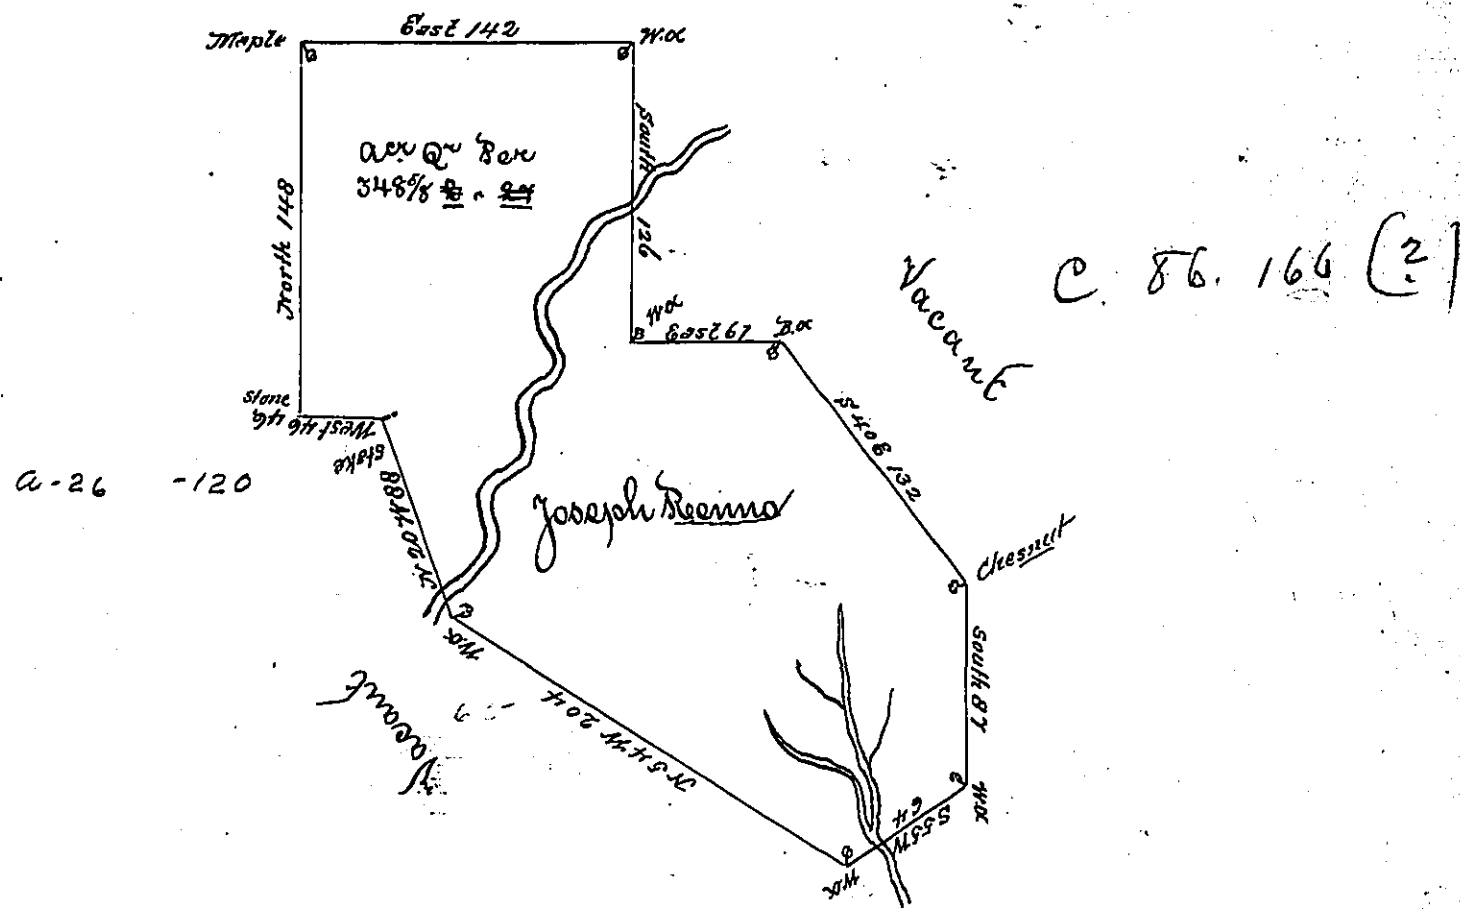 Maple
East 142
W.O
South 126
acr Qr Per
348 5/8
North 148
Vacant
C. 86. 166 (?)
W O
East 67
B.O
stone
West 46
46
stake
a-26 -120
N 20 W 88
S 40 E 132
Joseph
Chesnut
W.O
South 87
Vacant
N 54 W 204
W.O
S 55 W
64
W.O